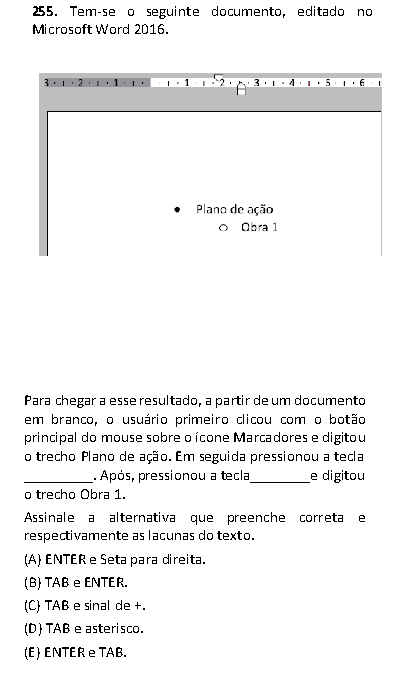 255. Tem-se o seguinte documento, editado no
Microsoft Word 2016.
3 2 1 1 2 3 4 5 6
• Plano de ação
o Obra 1
Para chegar a esse resultado, a partir de um documento
em branco, o usuário primeiro clicou com o botão
principal do mouse sobre o ícone Marcadores e digitou
o trecho Plano de ação. Em seguida pressionou a tecla
_________. Após, pressionou a tecla________e digitou
o trecho Obra 1.
Assinale a alternativa que preenche correta e
respectivamente as lacunas do texto.
(A) ENTER e Seta para direita.
(B) TAB e ENTER.
(C) TAB e sinal de +.
(D) TAB e asterisco.
(E) ENTER e TAB.